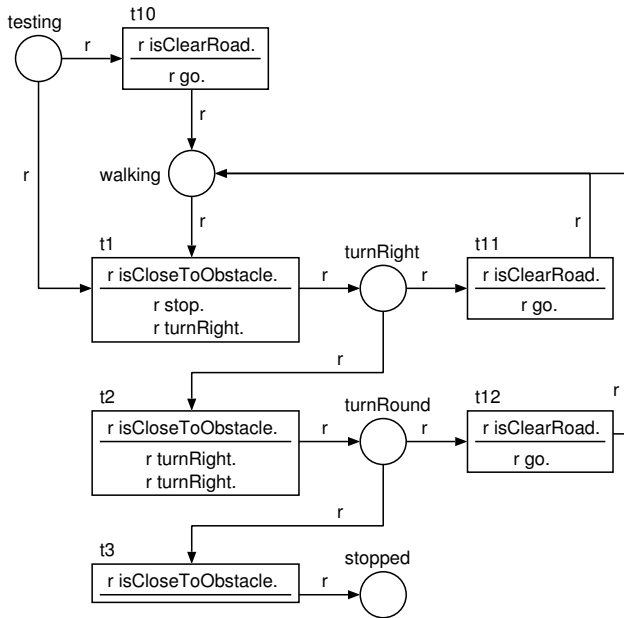 testing
t10
r
r isClearRoad.
r go.
r
r
walking
r
r
t1
turnRight
t11
r isCloseToObstacle.
r
r
r isClearRoad.
r stop.
r turnRight.
r go.
r
r
t2
turnRound
t12
r isCloseToObstacle.
r
r
r isClearRoad.
r turnRight.
r turnRight.
r go.
r
t3
stopped
r isCloseToObstacle.
r